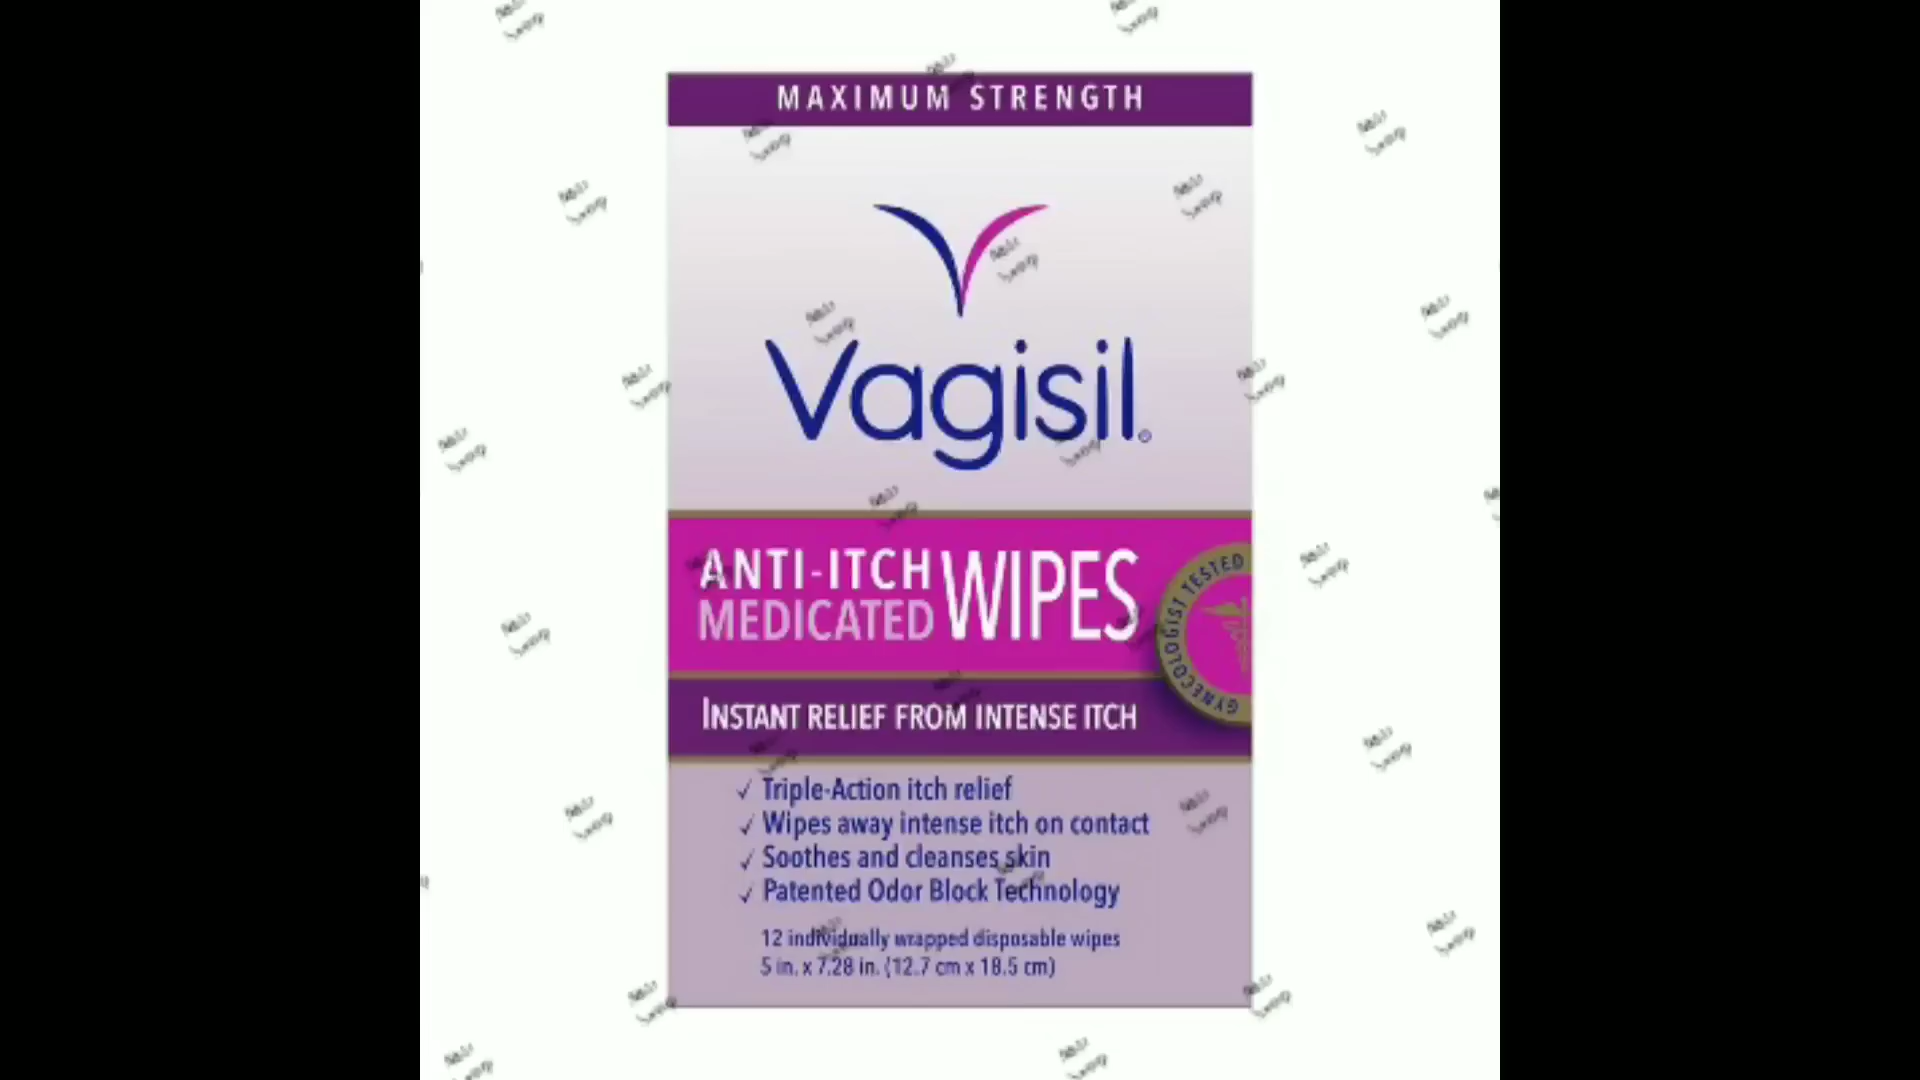 MAXIMUM STRENGTH
Vagisil®
ANTI-ITCH
MEDICATED
WIPES
GYNECOLOGIST TESTED
INSTANT RELIEF FROM INTENSE ITCH
✓ Triple-Action itch relief
✓ Wipes away intense itch on contact
✓ Soothes and cleanses skin
✓ Patented Odor Block Technology
12 individually wrapped disposable wipes
5 in. x 7.28 in. (12.7 cm x 18.5 cm)